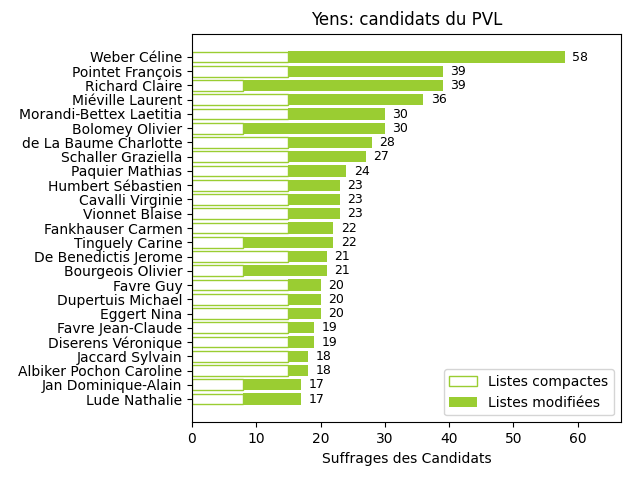 Yens: candidats du PVL
Weber Céline 58
Pointet François 39
Richard Claire 39
Miéville Laurent 36
Morandi-Bettex Laetitia 30
Bolomey Olivier 30
de La Baume Charlotte 28
Schaller Graziella 27
Paquier Mathias 24
Humbert Sébastien 23
Cavalli Virginie 23
Vionnet Blaise 23
Fankhauser Carmen 22
Tinguely Carine 22
De Benedictis Jerome 21
Bourgeois Olivier 21
Favre Guy 20
Dupertuis Michael 20
Eggert Nina 20
Favre Jean-Claude 19
Diserens Véronique 19
Jaccard Sylvain 18
Albiker Pochon Caroline 18
Jan Dominique-Alain 17
Lude Nathalie 17
Listes compactes
Listes modifiées
0 10 20 30 40 50 60
Suffrages des Candidats